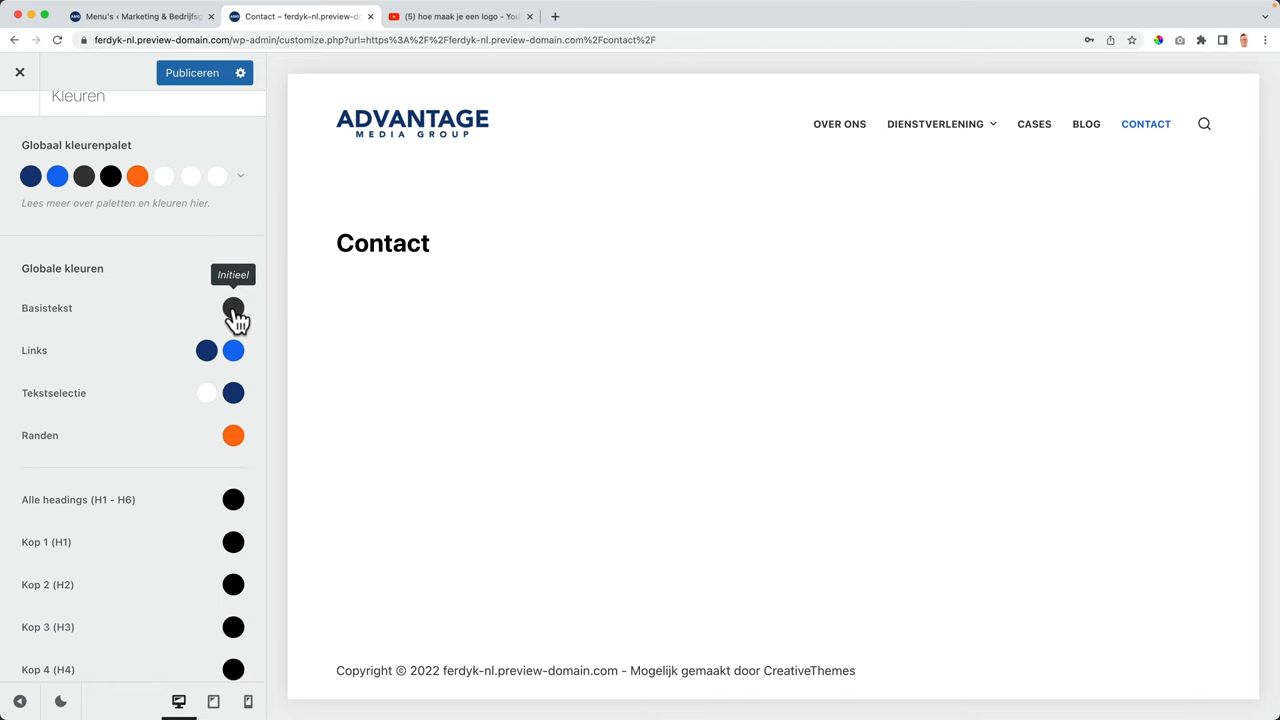 Menu's ‹ Marketing & Bedrijfsg
Contact – ferdyk-nl.preview-do
(5) hoe maak je een logo - You
ferdyk-nl.preview-domain.com/wp-admin/customize.php?url=https%3A%2F%2Fferdyk-nl.preview-domain.com%2Fcontact%2F
Publiceren
Kleuren
Globaal kleurenpalet
Lees meer over paletten en kleuren hier.
Globale kleuren
Initieel
Basistekst
Links
Tekstselectie
Randen
Alle headings (H1 - H6)
Kop 1 (H1)
Kop 2 (H2)
Kop 3 (H3)
Kop 4 (H4)
ADVANTAGE
MEDIA GROUP
OVER ONS DIENSTVERLENING CASES BLOG CONTACT
Contact
Copyright © 2022 ferdyk-nl.preview-domain.com - Mogelijk gemaakt door CreativeThemes